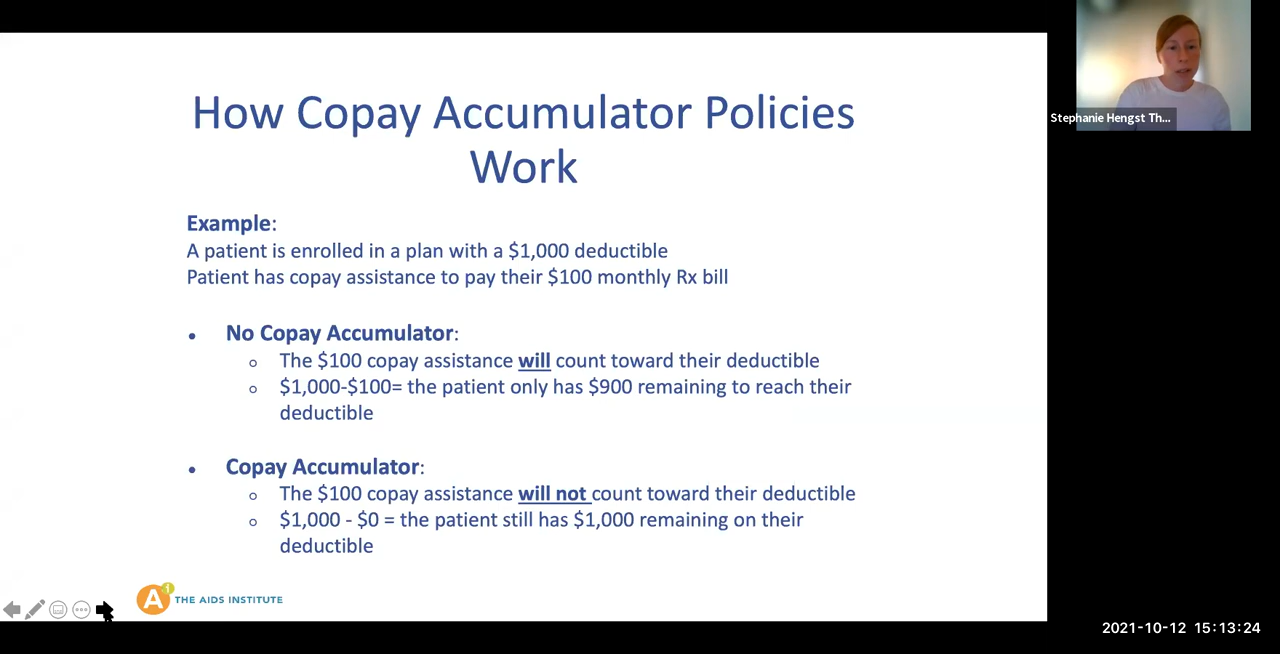 How Copay Accumulator Policies
Work
Example:
A patient is enrolled in a plan with a $1,000 deductible
Patient has copay assistance to pay their $100 monthly Rx bill
• No Copay Accumulator:
o The $100 copay assistance will count toward their deductible
o $1,000-$100= the patient only has $900 remaining to reach their
deductible
• Copay Accumulator:
o The $100 copay assistance will not count toward their deductible
o $1,000 - $0 = the patient still has $1,000 remaining on their
deductible
A i THE AIDS INSTITUTE
Stephanie Hengst Th...
2021-10-12 15:13:24